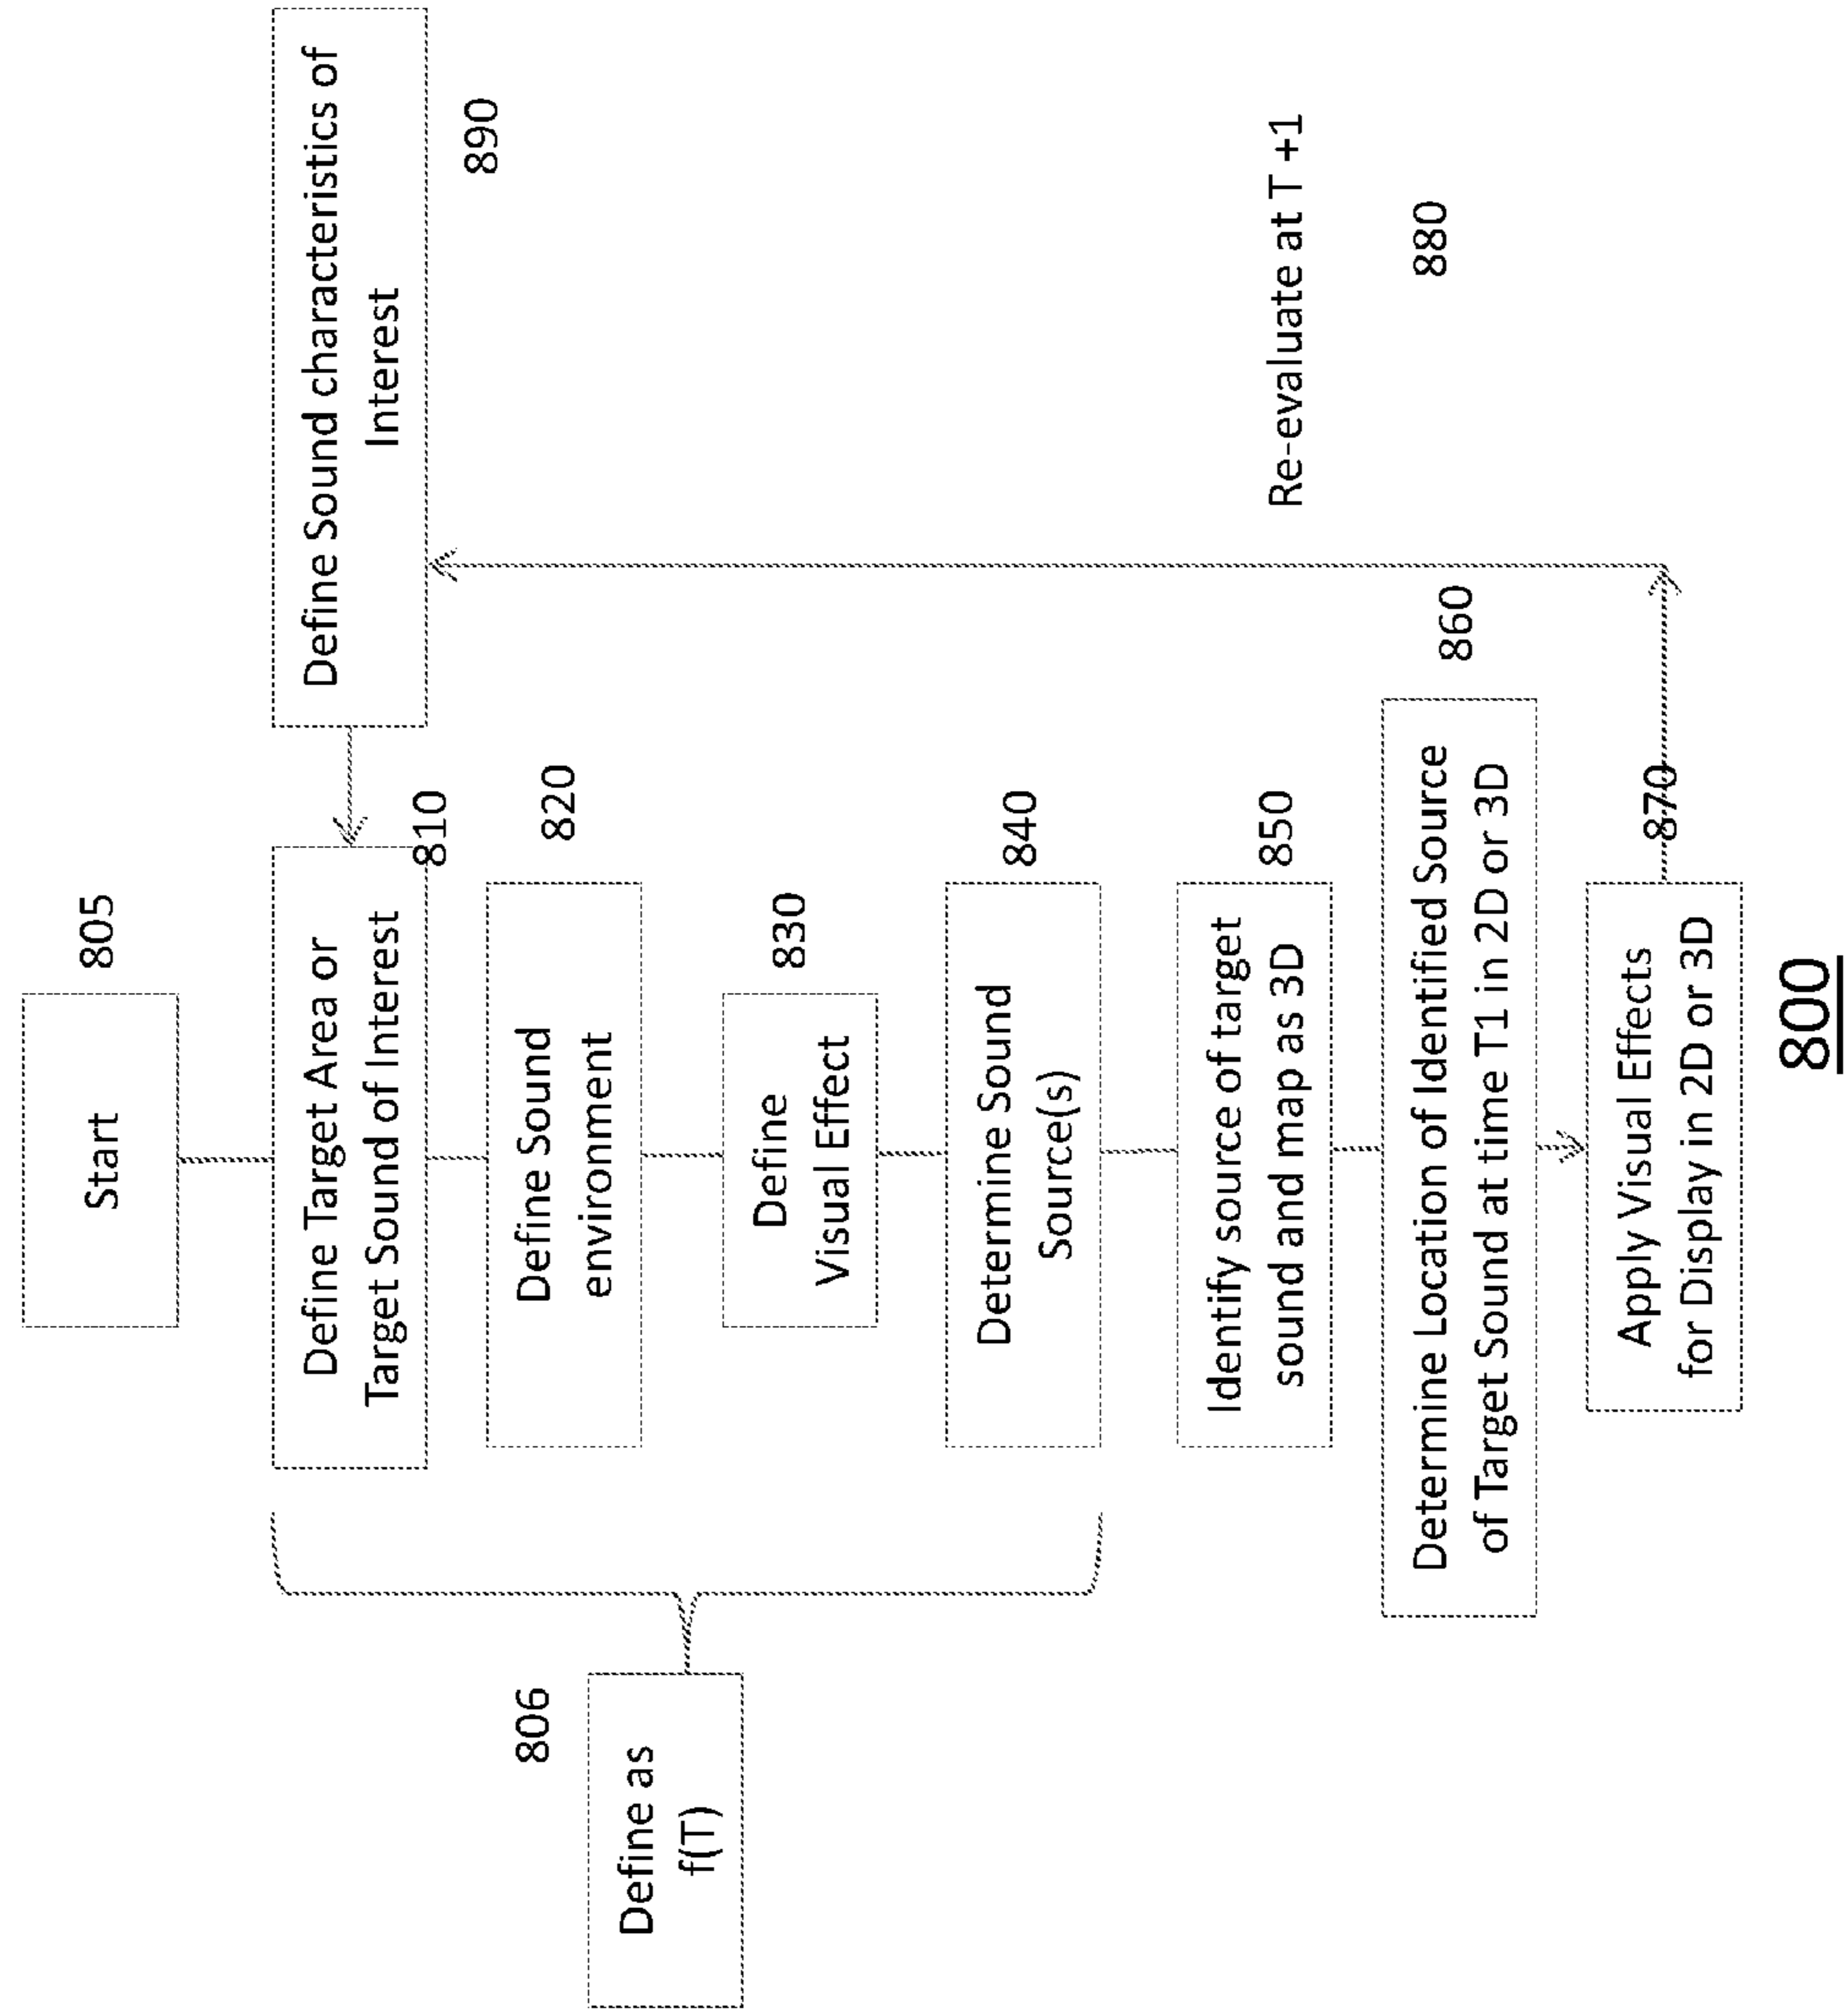 Start
805
Define Target Area or
Target Sound of Interest
810
Define Sound characteristics of
Interest
890
Define Sound
environment
820
806
Define as
f(T)
Define
Visual Effect
830
Determine Sound
Source(s)
840
Identify source of target
sound and map as 3D
850
Re-evaluate at T +1
880
Determine Location of Identified Source
of Target Sound at time T1 in 2D or 3D
860
Apply Visual Effects
for Display in 2D or 3D
870
800